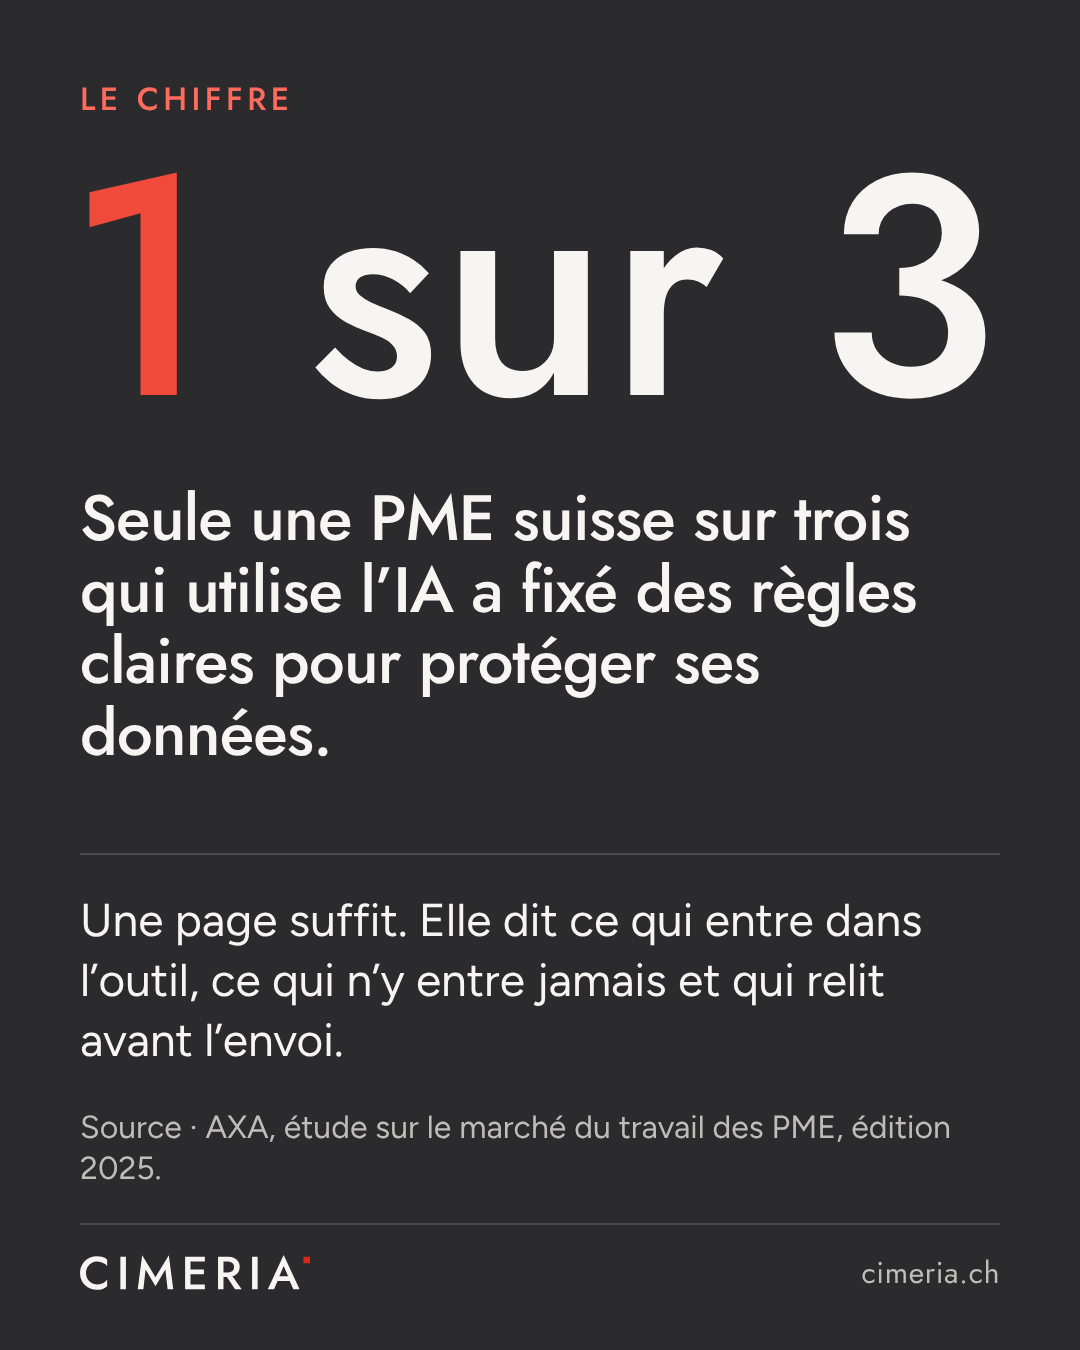 LE CHIFFRE
1 sur 3
Seule une PME suisse sur trois
qui utilise l’IA a fixé des règles
claires pour protéger ses
données.
Une page suffit. Elle dit ce qui entre dans
l’outil, ce qui n’y entre jamais et qui relit
avant l’envoi.
Source · AXA, étude sur le marché du travail des PME, édition
2025.
CIMERIA
cimeria.ch